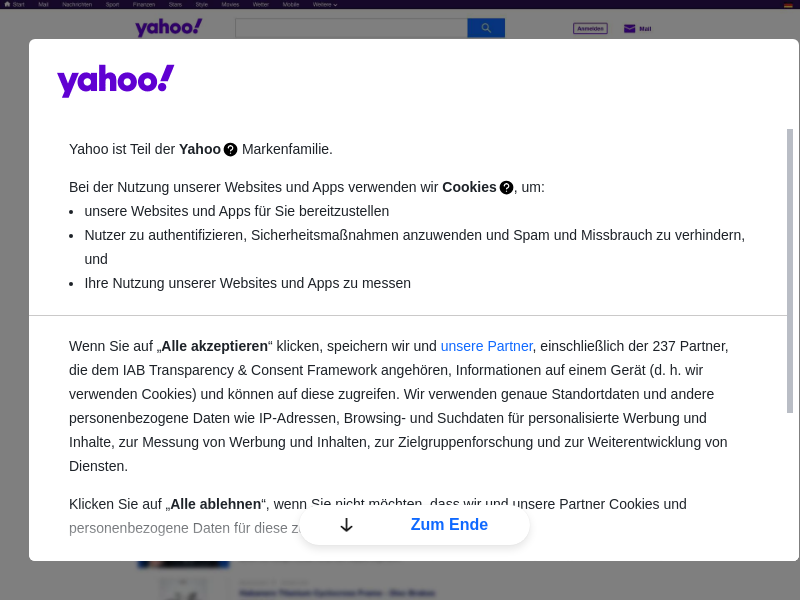 Start Mail Nachrichten Sport Finanzen Stars Style Movies Wetter Mobile Weitere
yahoo!
Anmelden
Mail
yahoo!
Yahoo ist Teil der Yahoo ? Markenfamilie.
Bei der Nutzung unserer Websites und Apps verwenden wir Cookies ?, um:
• unsere Websites und Apps für Sie bereitzustellen
• Nutzer zu authentifizieren, Sicherheitsmaßnahmen anzuwenden und Spam und Missbrauch zu verhindern,
und
• Ihre Nutzung unserer Websites und Apps zu messen
Wenn Sie auf „Alle akzeptieren“ klicken, speichern wir und unsere Partner, einschließlich der 237 Partner,
die dem IAB Transparency & Consent Framework angehören, Informationen auf einem Gerät (d. h. wir
verwenden Cookies) und können auf diese zugreifen. Wir verwenden genaue Standortdaten und andere
personenbezogene Daten wie IP-Adressen, Browsing- und Suchdaten für personalisierte Werbung und
Inhalte, zur Messung von Werbung und Inhalten, zur Zielgruppenforschung und zur Weiterentwicklung von
Diensten.
Klicken Sie auf „Alle ablehnen“, wenn Sie nicht möchten, dass wir und unsere Partner Cookies und
personenbezogene Daten für diese
Zum Ende